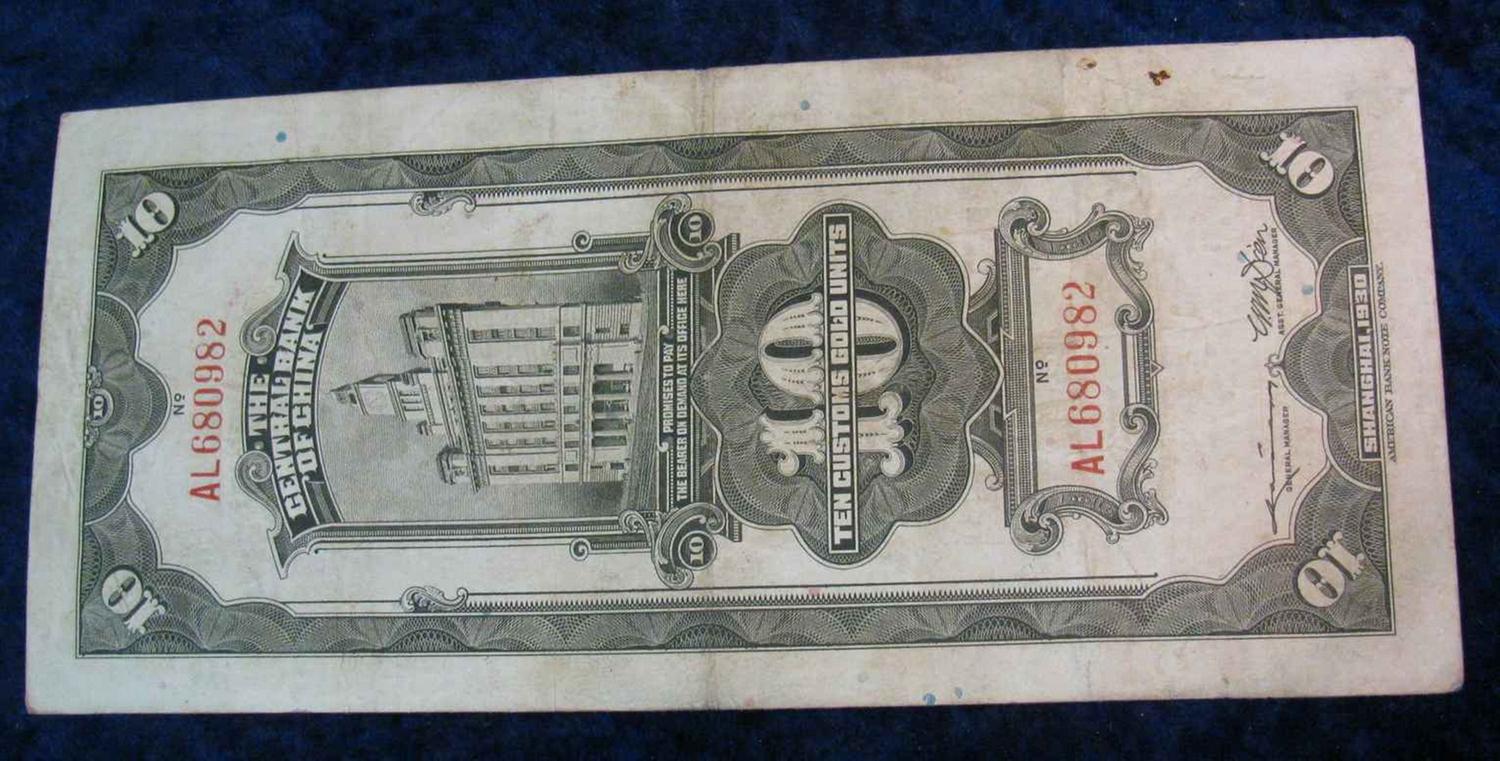 10
10
10
Nº
AL680982
THE
CENTRAL BANK
OF CHINA
PROMISES TO PAY
THE BEARER ON DEMAND AT ITS OFFICE HERE
10
10
10
TEN CUSTOMS GOLD UNITS
Nº
AL680982
GENERAL MANAGER
ASST. GENERAL MANAGER
10
10
SHANGHAI, 1930
AMERICAN BANK NOTE COMPANY.